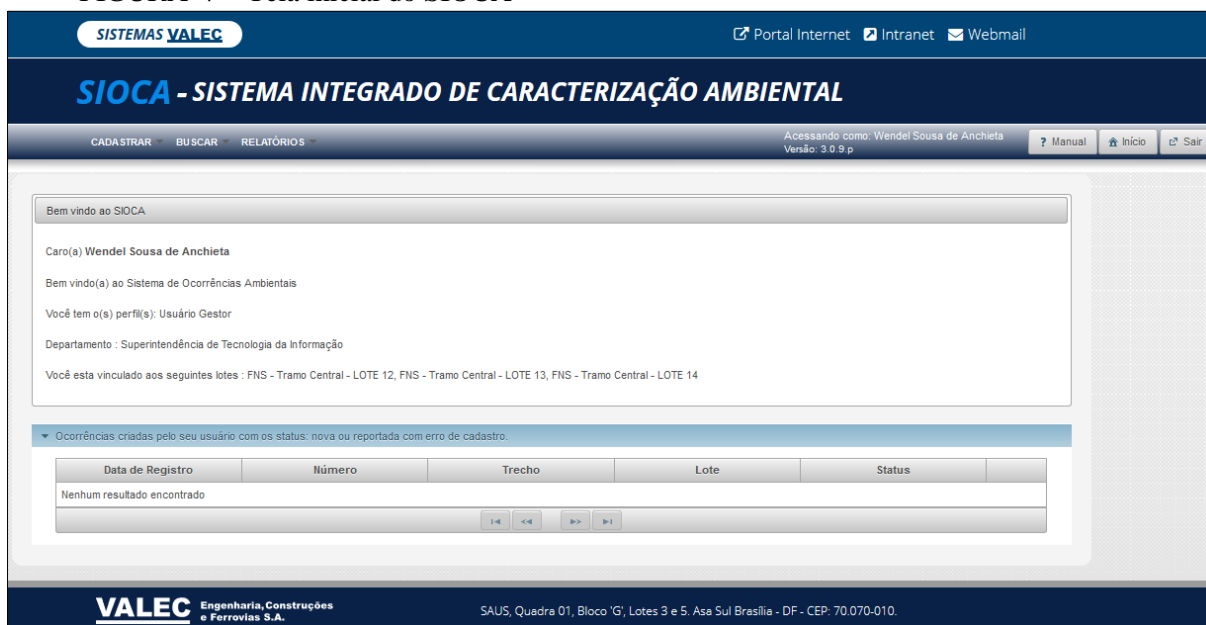 FIGURA 7 – Tela inicial do SIOCA
SISTEMAS VALEC
Portal Internet Intranet Webmail
SIOCA - SISTEMA INTEGRADO DE CARACTERIZAÇÃO AMBIENTAL
CADASTRAR BUSCAR RELATÓRIOS
Acessando como: Wendel Sousa de Anchieta
Versão: 3.0.9.p
? Manual Início Sair
Bem vindo ao SIOCA
Caro(a) Wendel Sousa de Anchieta
Bem vindo(a) ao Sistema de Ocorrências Ambientais
Você tem o(s) perfil(s): Usuário Gestor
Departamento : Superintendência de Tecnologia da Informação
Você esta vinculado aos seguintes lotes : FNS - Tramo Central - LOTE 12, FNS - Tramo Central - LOTE 13, FNS - Tramo Central - LOTE 14
Ocorrências criadas pelo seu usuário com os status: nova ou reportada com erro de cadastro.
Data de Registro Número Trecho Lote Status
Nenhum resultado encontrado
VALEC Engenharia, Construções
e Ferrovias S.A.
SAUS, Quadra 01, Bloco 'G', Lotes 3 e 5. Asa Sul Brasília - DF - CEP: 70.070-010.